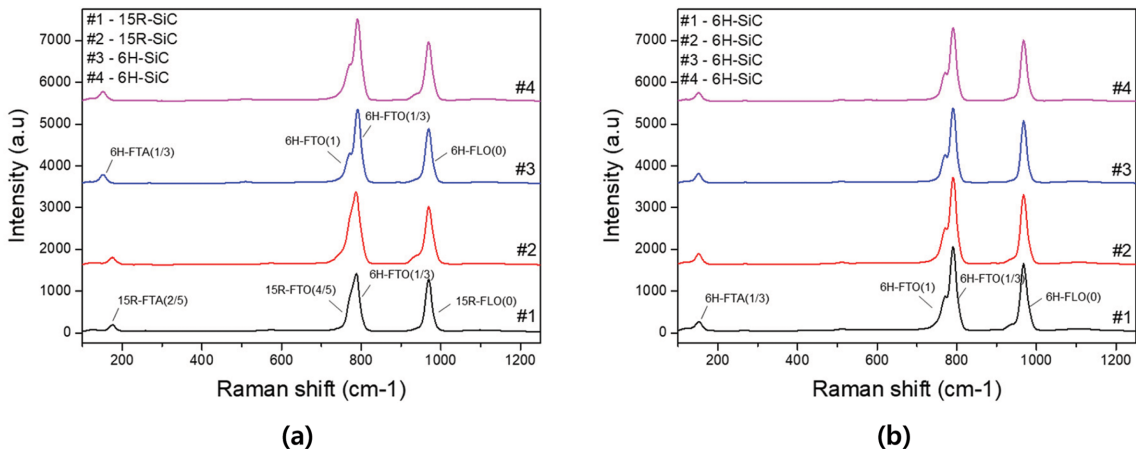 #1 - 15R-SiC
#2 - 15R-SiC
#3 - 6H-SiC
#4 - 6H-SiC
7000
6000
5000
4000
3000
2000
1000
0
Intensity (a.u)
#4
6H-FTO(1/3)
6H-FTO(1)
6H-FTA(1/3)
6H-FLO(0)
#3
#2
6H-FTO(1/3)
15R-FTA(2/5)
15R-FTO(4/5)
15R-FLO(0)
#1
200 400 600 800 1000 1200
Raman shift (cm-1)
(a)
#1 - 6H-SiC
#2 - 6H-SiC
#3 - 6H-SiC
#4 - 6H-SiC
7000
6000
5000
4000
3000
2000
1000
0
Intensity (a.u)
#4
#3
#2
6H-FTA(1/3)
6H-FTO(1)
6H-FTO(1/3)
6H-FLO(0)
#1
200 400 600 800 1000 1200
Raman shift (cm-1)
(b)